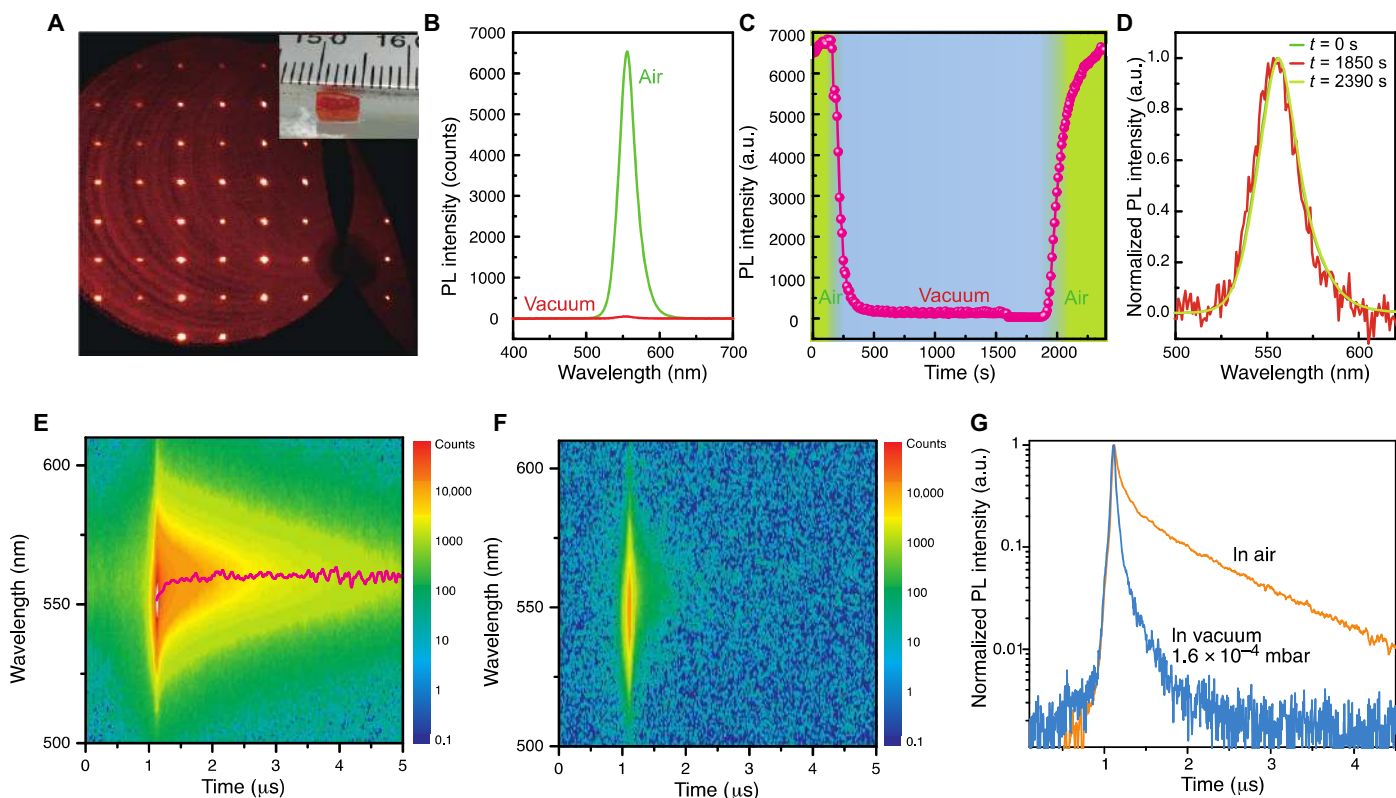 A
15.0 16.0
B
PL intensity (counts)
7000
6000
5000
4000
3000
2000
1000
0
Air
Vacuum
400 500 600 700
Wavelength (nm)
C
PL intensity (a.u.)
7000
6000
5000
4000
3000
2000
1000
0
Air Vacuum Air
0 500 1000 1500 2000
Time (s)
D
Normalized PL intensity (a.u.)
1.0
0.8
0.6
0.4
0.2
0.0
t = 0 s
t = 1850 s
t = 2390 s
500 550 600
Wavelength (nm)
E
Wavelength (nm)
600
550
500
0 1 2 3 4 5
Time (μs)
Counts
10,000
1000
100
10
1
0.1
F
Wavelength (nm)
600
550
500
0 1 2 3 4 5
Time (μs)
Counts
10,000
1000
100
10
1
0.1
G
Normalized PL intensity (a.u.)
1
0.1
0.01
In air
In vacuum
1.6 × 10⁻⁴ mbar
1 2 3 4
Time (μs)